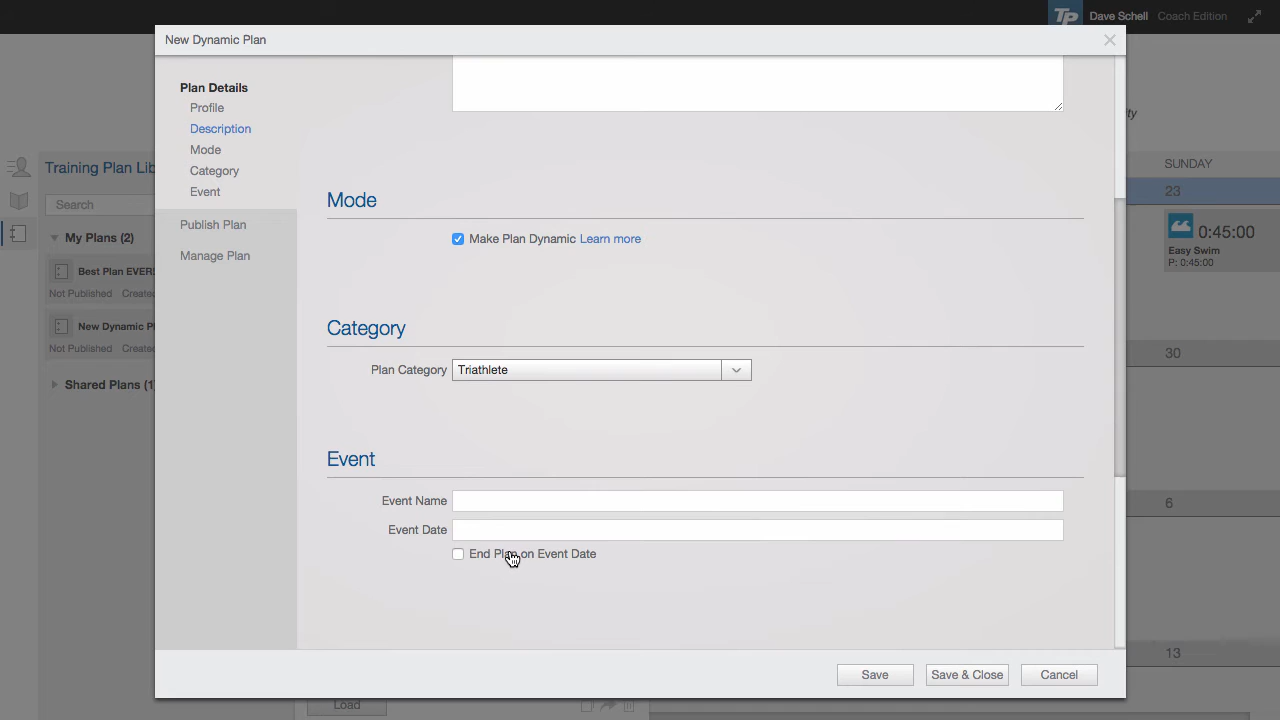 TP Dave Schell Coach Edition
New Dynamic Plan
Plan Details
Profile
Description
Mode
Category
Event
Publish Plan
Manage Plan
Mode
Make Plan Dynamic Learn more
Category
Plan Category Triathlete
Event
Event Name
Event Date
End Plan on Event Date
Save
Save & Close
Cancel
Training Plan Lib
Search
My Plans (2)
Best Plan EVER
Not Published Create
New Dynamic Pl
Not Published Create
Shared Plans (1)
Load
ity
SUNDAY
23
0:45:00
Easy Swim
P: 0:45:00
30
6
13